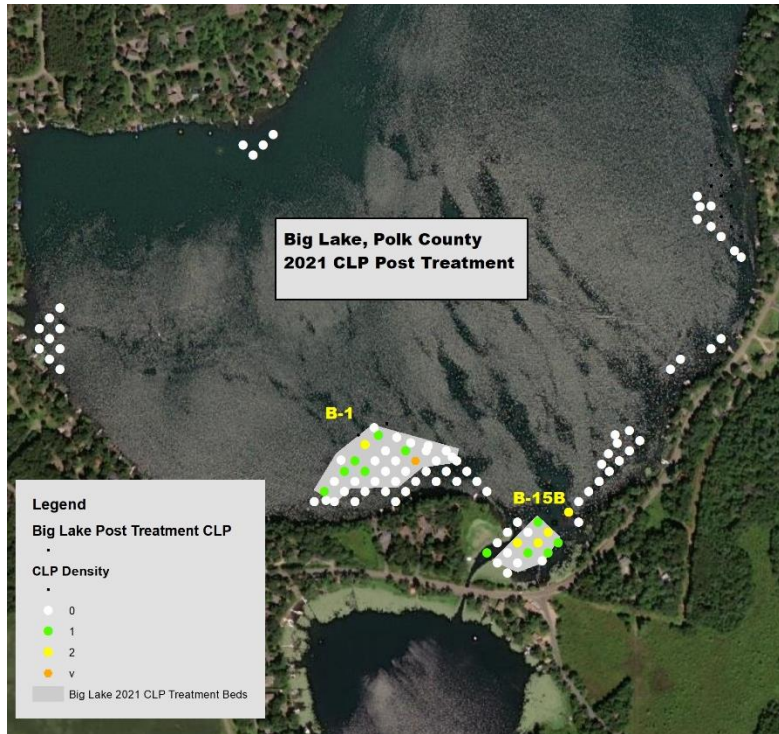 Big Lake, Polk County
2021 CLP Post Treatment
B-1
B-15B
Legend
Big Lake Post Treatment CLP
CLP Density
0
1
2
v
Big Lake 2021 CLP Treatment Beds